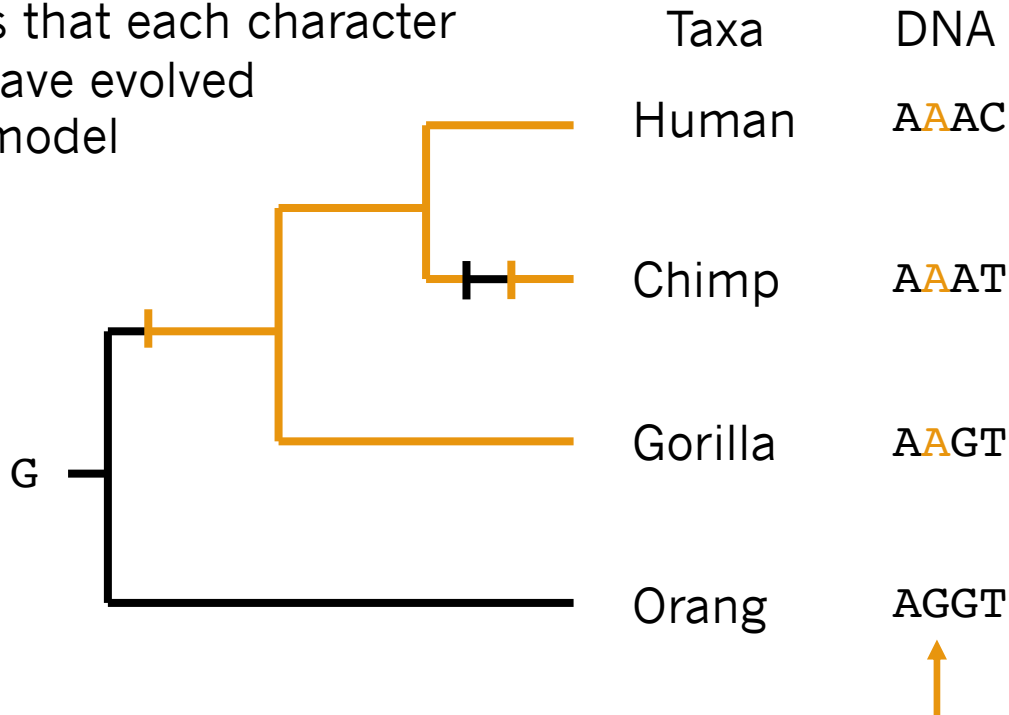 s that each character
ave evolved
model
Taxa DNA
Human AAAC
Chimp AAAT
Gorilla AAGT
G
Orang AGGT